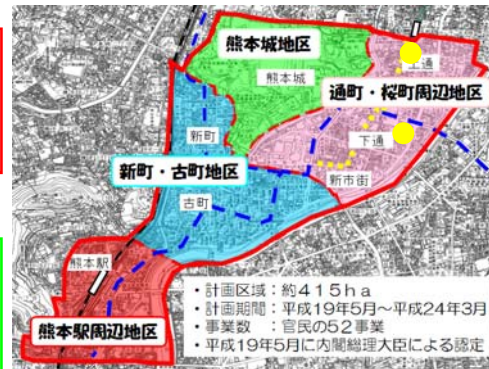 熊本城地区
熊本城
上通
通町・桜町周辺地区
新町
下通
新町・古町地区
新市街
古町
熊本駅
熊本駅周辺地区
・計画区域：約４１５ｈａ
・計画期間：平成19年5月～平成24年3月
・事業数　：官民の５２事業
・平成19年5月に内閣総理大臣による認定